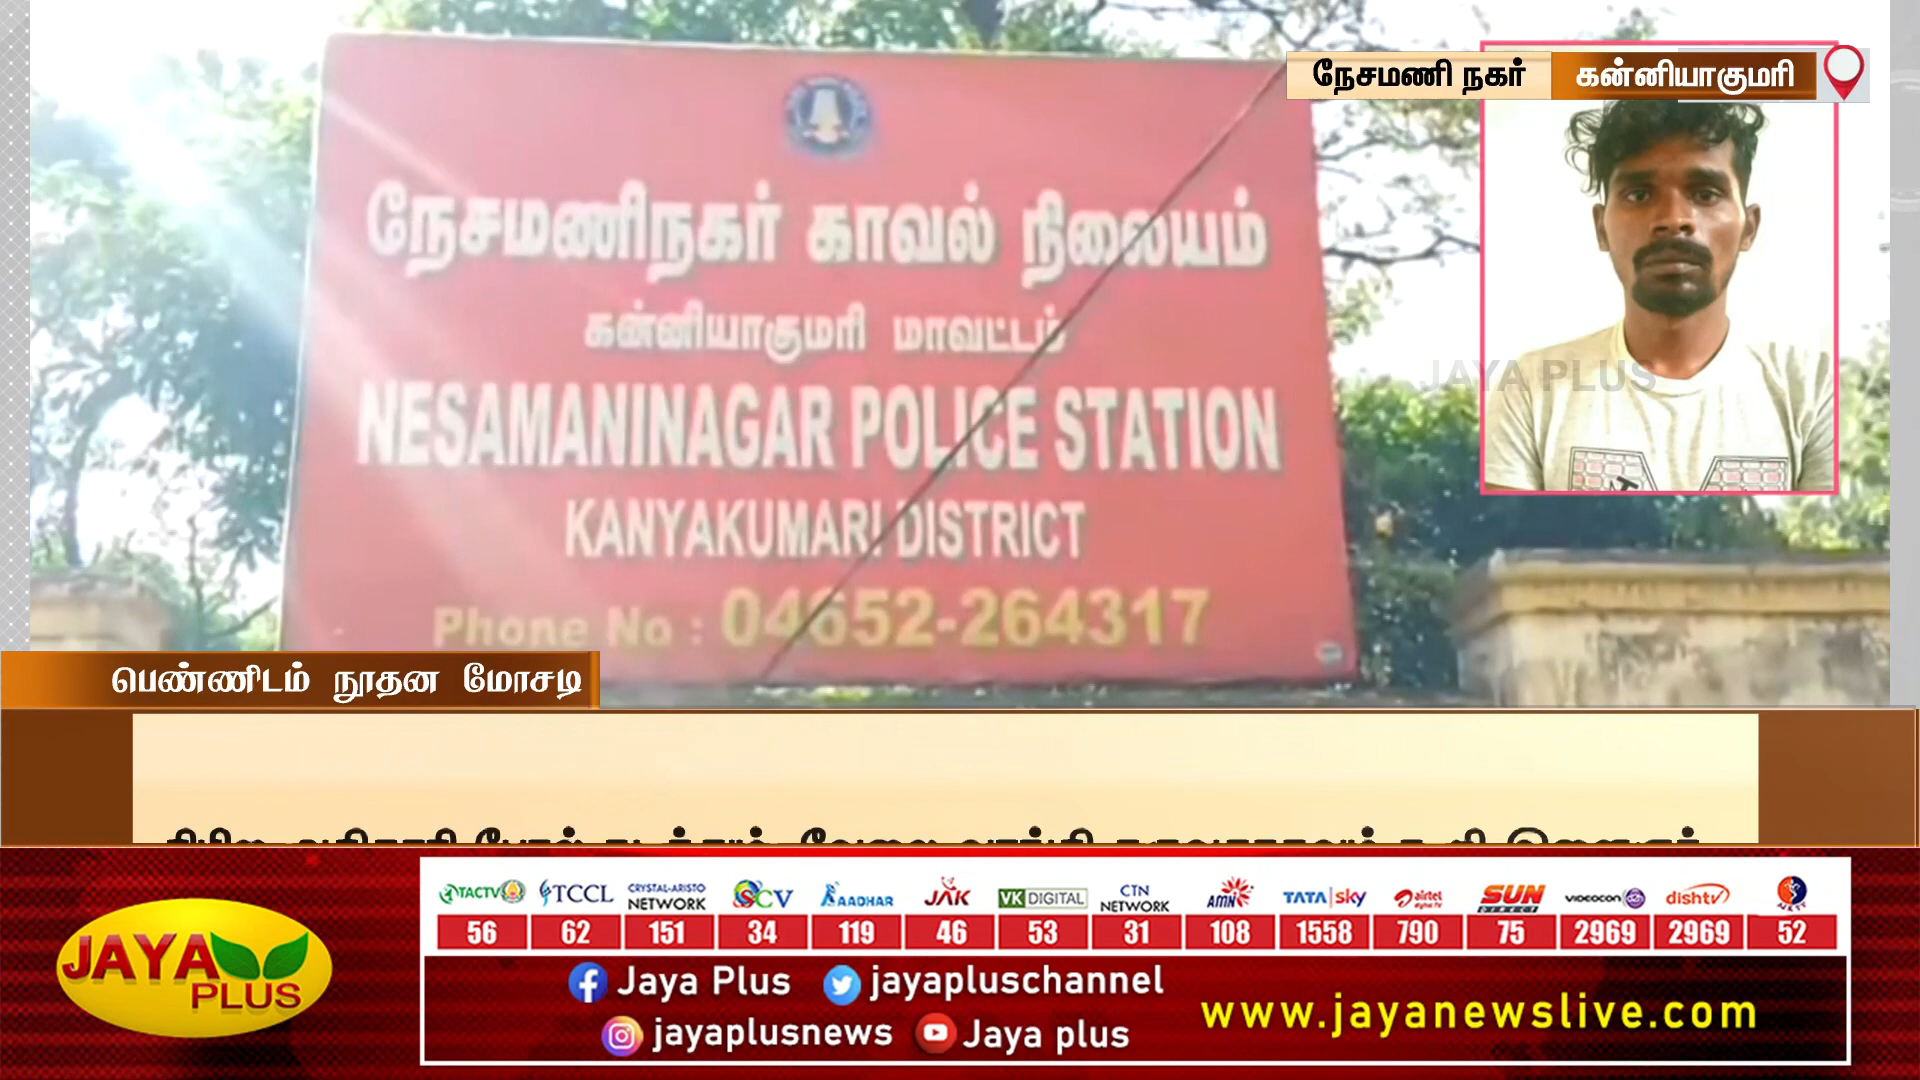 நேசமணி நகர் கன்னியாகுமரி
நேசமணிநகர் காவல் நிலையம்
கன்னியாகுமரி மாவட்டம்
NESAMANINAGAR POLICE STATION
KANYAKUMARI DISTRICT
Phone No : 04652-264317
JAYA PLUS
பெண்ணிடம் நூதன மோசடி
TACTV TCCL CRYSTAL-ARISTO NETWORK SCV AADHAR JAK VK DIGITAL CTN NETWORK AMN TATA sky airtel digital TV SUN DIRECT VIDEOCON dishtv
56 62 151 34 119 46 53 31 108 1558 790 75 2969 2969 52
JAYA PLUS
Jaya Plus jayapluschannel
jayaplusnews Jaya plus
www.jayanewslive.com